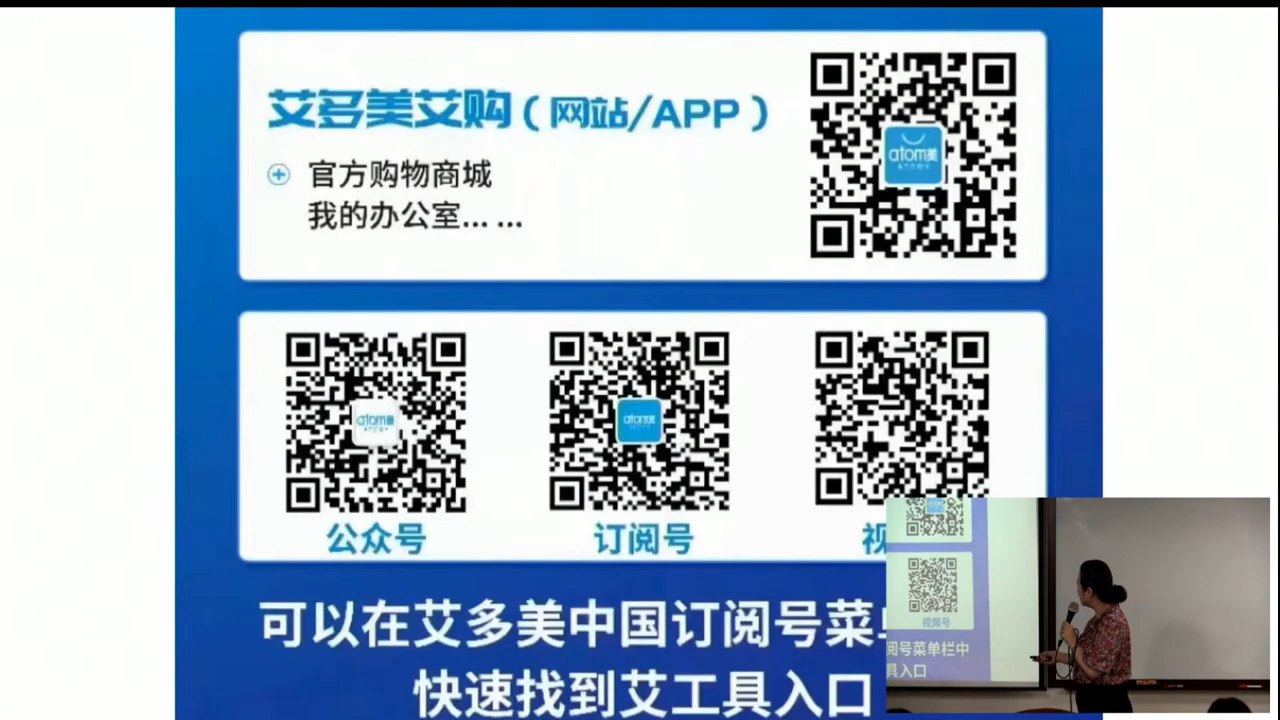 艾多美艾购(网站/APP)
官方购物商城
我的办公室... ...
atom美
atom美
atom美
公众号
订阅号
视
可以在艾多美中国订阅号菜单
快速找到艾工具入口
视频号
阅号菜单栏中
具入口